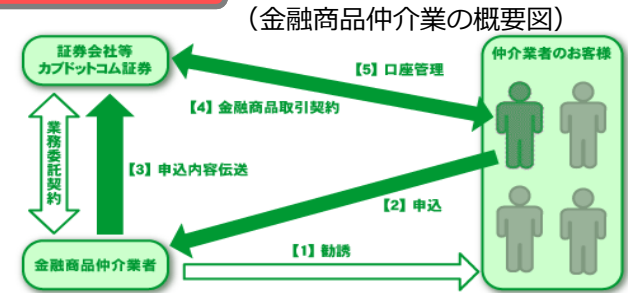 （金融商品仲介業の概要図）
証券会社等
カブドットコム証券
仲介業者のお客様
【5】口座管理
【4】金融商品取引契約
業務委託契約
【3】申込内容伝送
【2】申込
【1】勧誘
金融商品仲介業者